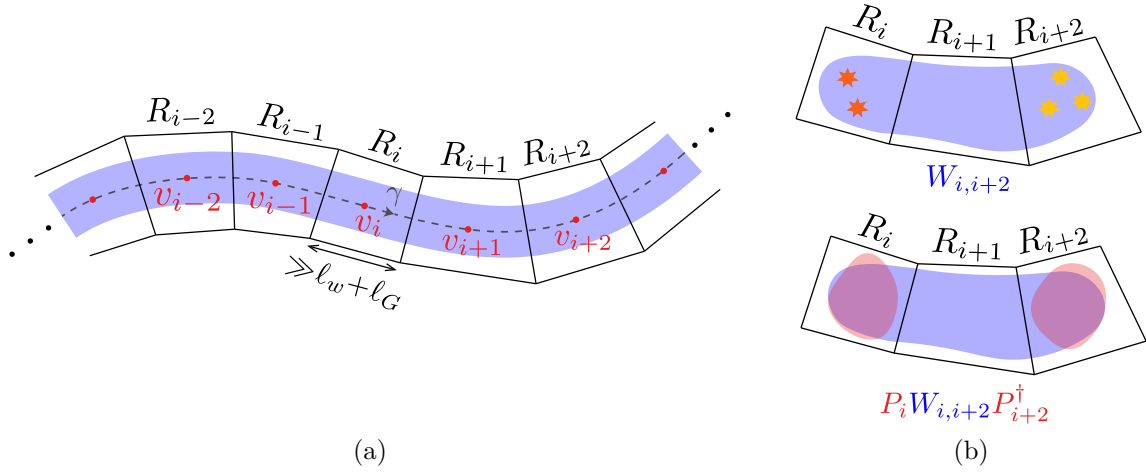 R_{i-2} R_{i-1} R_i R_{i+1} R_{i+2}
γ
v_{i-2} v_{i-1} v_i v_{i+1} v_{i+2}
≫ℓ_w+ℓ_G
(a)
R_i R_{i+1} R_{i+2}
W_{i,i+2}
R_i R_{i+1} R_{i+2}
P_i W_{i,i+2} P_{i+2}^†
(b)